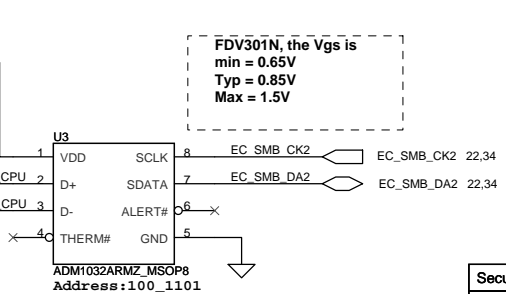 FDV301N, the Vgs is
min = 0.65V
Typ = 0.85V
Max = 1.5V
U3
1 VDD SCLK 8 EC_SMB_CK2 EC_SMB_CK2 22,34
CPU 2 D+ SDATA 7 EC_SMB_DA2 EC_SMB_DA2 22,34
CPU 3 D- ALERT# 6
4 THERM# GND 5
ADM1032ARMZ_MSOP8
Address:100_1101
Secu